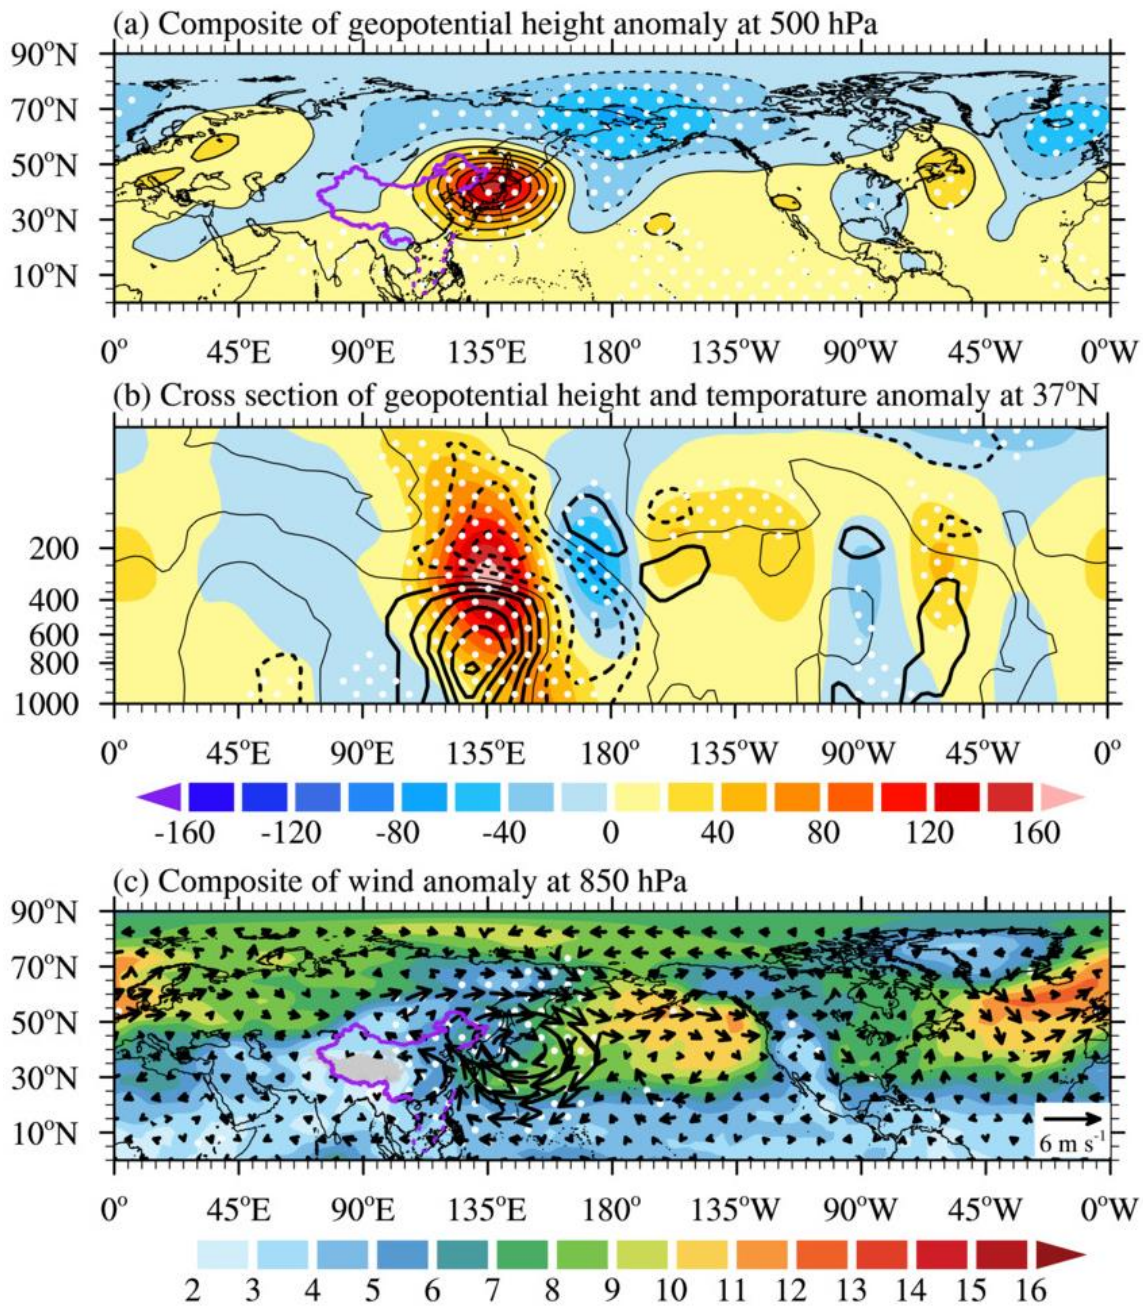 (a) Composite of geopotential height anomaly at 500 hPa
90°N
70°N
50°N
30°N
10°N
0° 45°E 90°E 135°E 180° 135°W 90°W 45°W 0°W
(b) Cross section of geopotential height and temporature anomaly at 37°N
200
400
600
800
1000
0° 45°E 90°E 135°E 180° 135°W 90°W 45°W 0°
-160 -120 -80 -40 0 40 80 120 160
(c) Composite of wind anomaly at 850 hPa
90°N
70°N
50°N
30°N
10°N
6 m s⁻¹
0° 45°E 90°E 135°E 180° 135°W 90°W 45°W 0°W
2 3 4 5 6 7 8 9 10 11 12 13 14 15 16